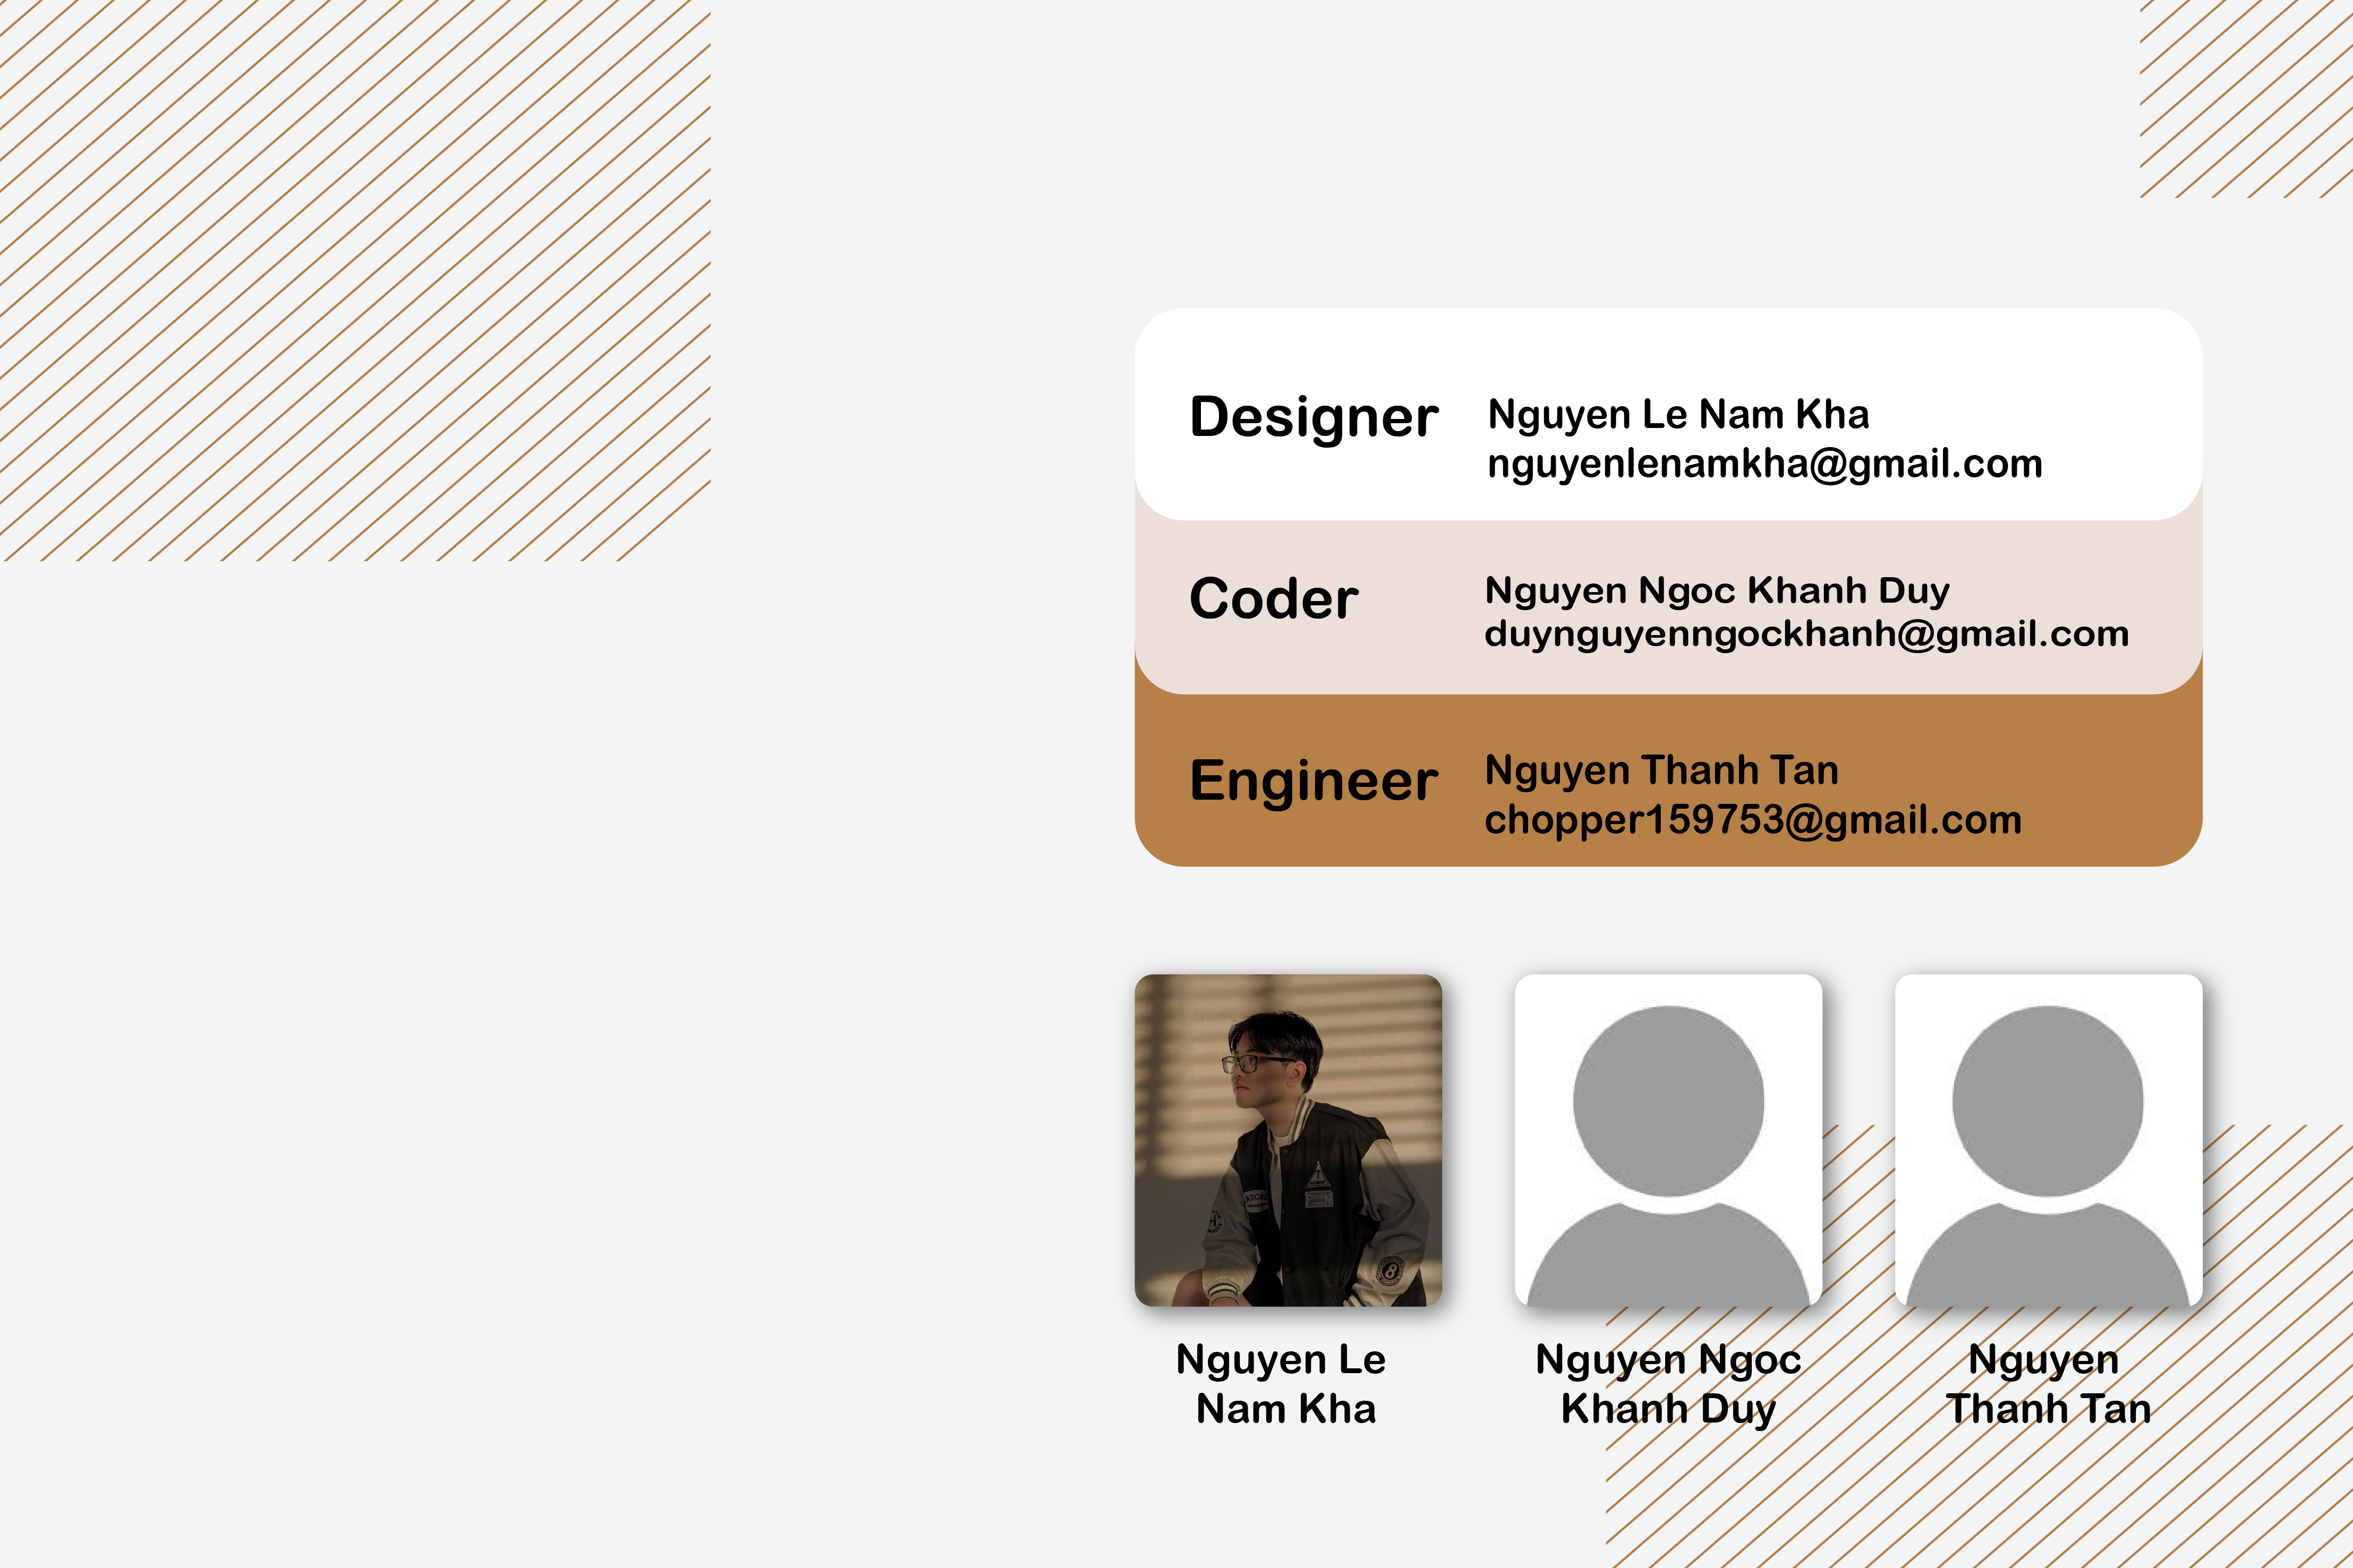 Designer
Nguyen Le Nam Kha
nguyenlenamkha@gmail.com
Coder
Nguyen Ngoc Khanh Duy
duynguyenngockhanh@gmail.com
Engineer
Nguyen Thanh Tan
chopper159753@gmail.com
Nguyen Le
Nam Kha
Nguyen Ngoc
Khanh Duy
Nguyen
Thanh Tan